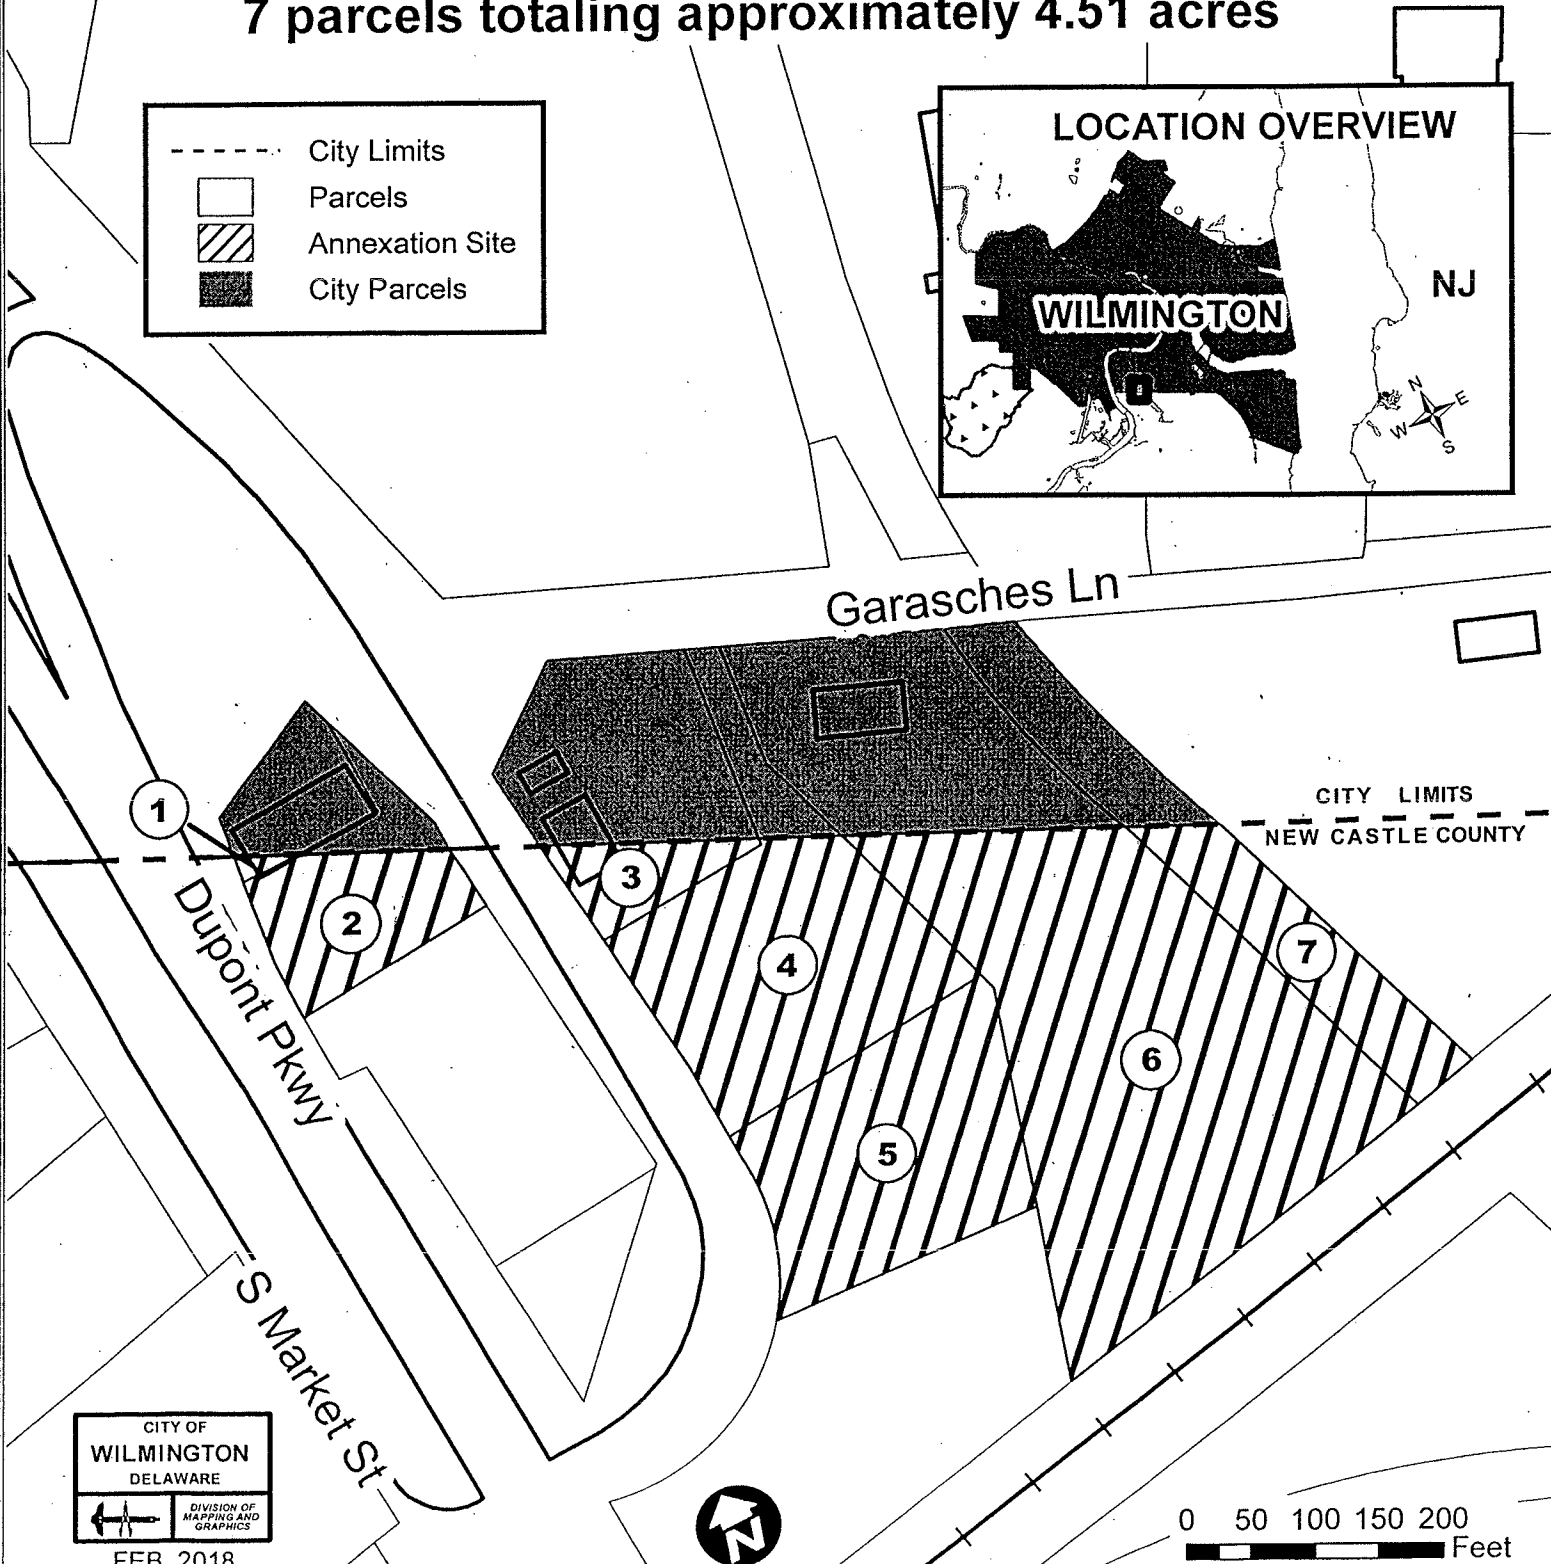 7 parcels totaling approximately 4.51 acres
City Limits
Parcels
Annexation Site
City Parcels
LOCATION OVERVIEW
WILMINGTON
NJ
N
E
W
S
Garasches Ln
CITY LIMITS
NEW CASTLE COUNTY
1
2
3
4
5
6
7
Dupont Pkwy
S Market St
CITY OF
WILMINGTON
DELAWARE
DIVISION OF
MAPPING AND
GRAPHICS
FEB 2018
N
0 50 100 150 200
Feet